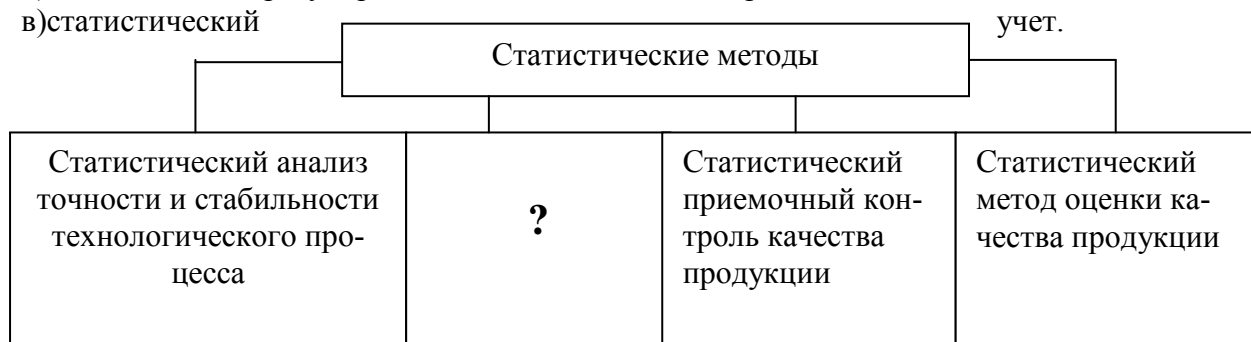 в)статистический учет.
Статистические методы
Статистический анализ
точности и стабильности
технологического про-
цесса
?
Статистический
приемочный кон-
троль качества
продукции
Статистический
метод оценки ка-
чества продукции